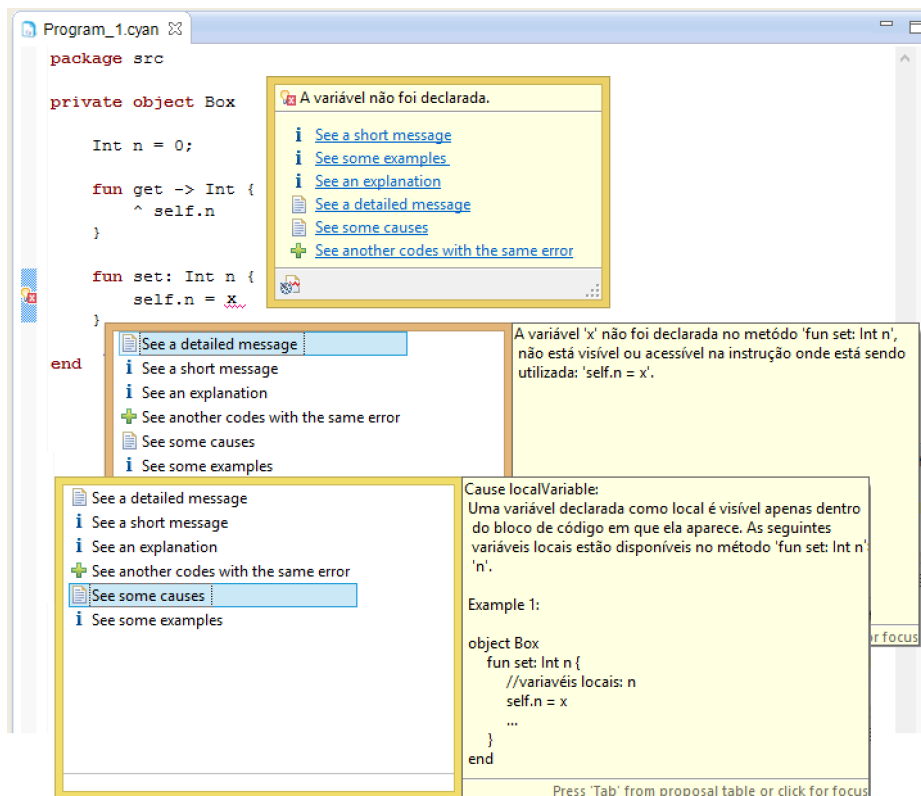 Program_1.cyan
package src
private object Box
Int n = 0;
fun get -> Int {
^ self.n
}
fun set: Int n {
self.n = x
}
end
A variável não foi declarada.
See a short message
See some examples
See an explanation
See a detailed message
See some causes
See another codes with the same error
See a detailed message
See a short message
See an explanation
See another codes with the same error
See some causes
See some examples
A variável 'x' não foi declarada no metódo 'fun set: Int n',
não está visível ou acessível na instrução onde está sendo
utilizada: 'self.n = x'.
or focus
See a detailed message
See a short message
See an explanation
See another codes with the same error
See some causes
See some examples
Cause localVariable:
Uma variável declarada como local é visível apenas dentro
do bloco de código em que ela aparece. As seguintes
variáveis locais estão disponíveis no método 'fun set: Int n':
'n'.
Example 1:
object Box
fun set: Int n {
//variavéis locais: n
self.n = x
...
}
end
Press 'Tab' from proposal table or click for focus